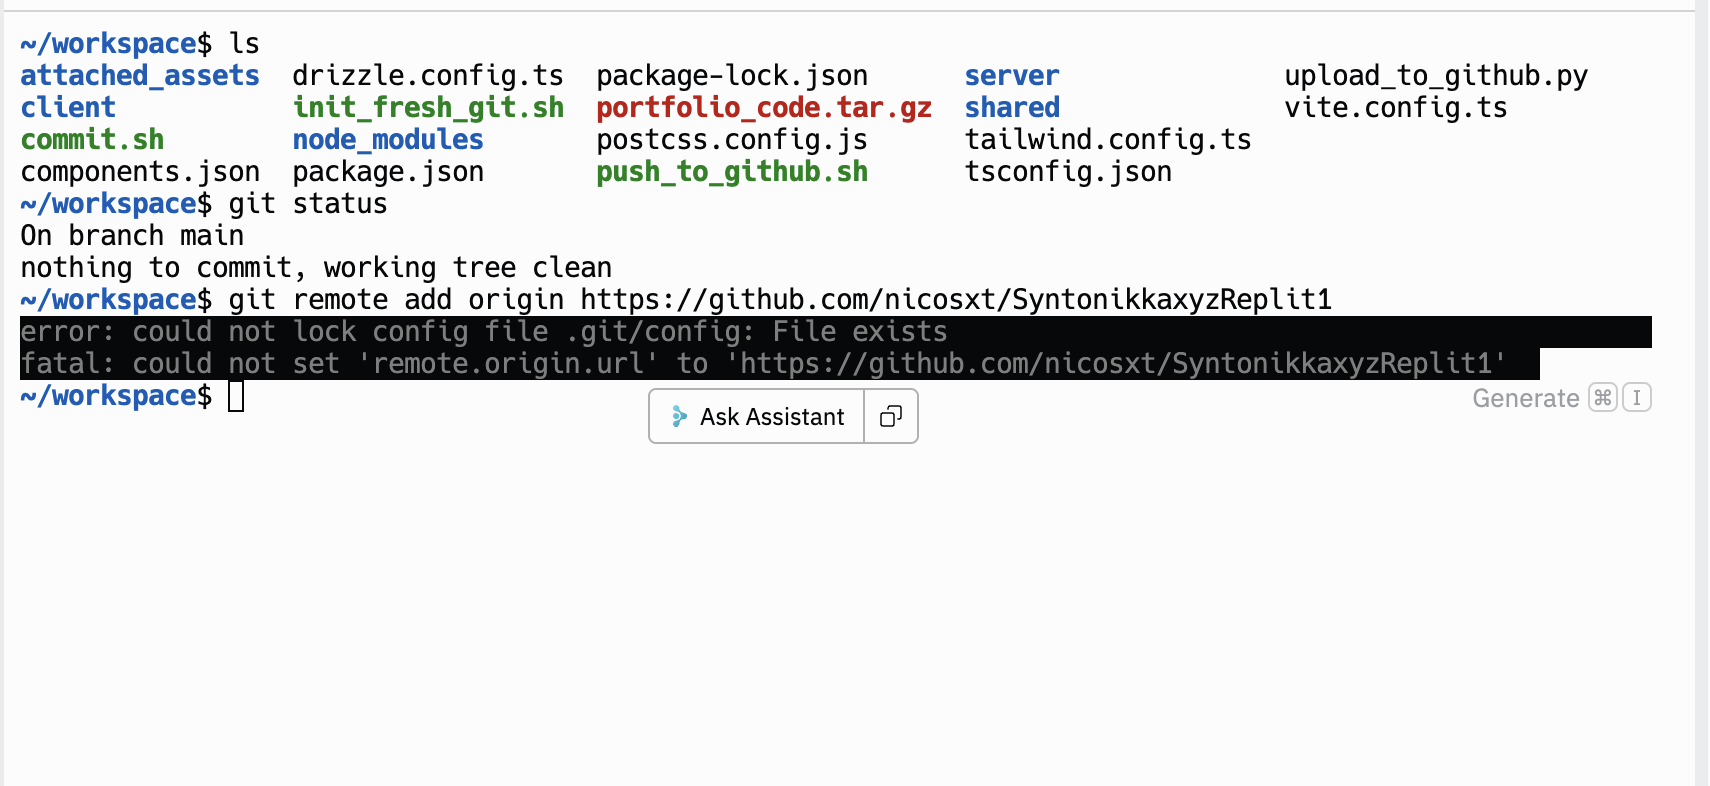 ~/workspace$ ls
attached_assets  drizzle.config.ts  package-lock.json      server              upload_to_github.py
client           init_fresh_git.sh  portfolio_code.tar.gz  shared              vite.config.ts
commit.sh        node_modules       postcss.config.js      tailwind.config.ts
components.json  package.json       push_to_github.sh      tsconfig.json
~/workspace$ git status
On branch main
nothing to commit, working tree clean
~/workspace$ git remote add origin https://github.com/nicosxt/SyntonikkaxyzReplit1
error: could not lock config file .git/config: File exists
fatal: could not set 'remote.origin.url' to 'https://github.com/nicosxt/SyntonikkaxyzReplit1'
~/workspace$
Generate ⌘ I
Ask Assistant